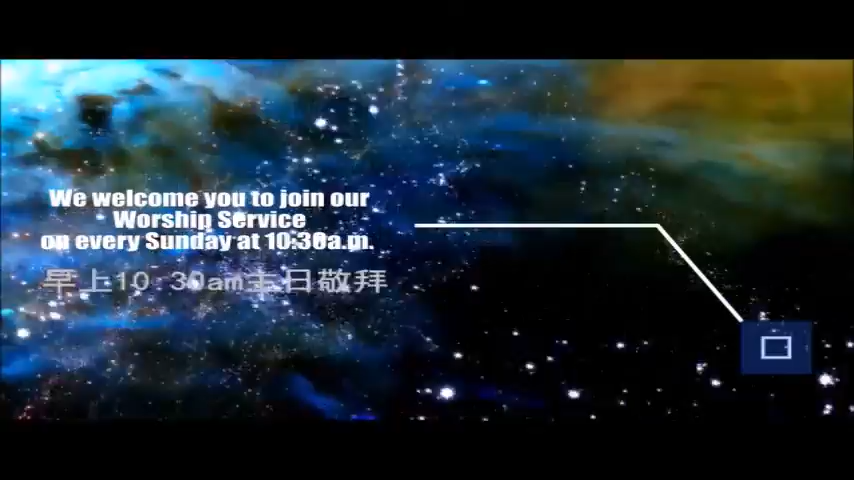 We welcome you to join our
Worship Service
on every Sunday at 10:30a.m.
早上10:30am主日敬拜